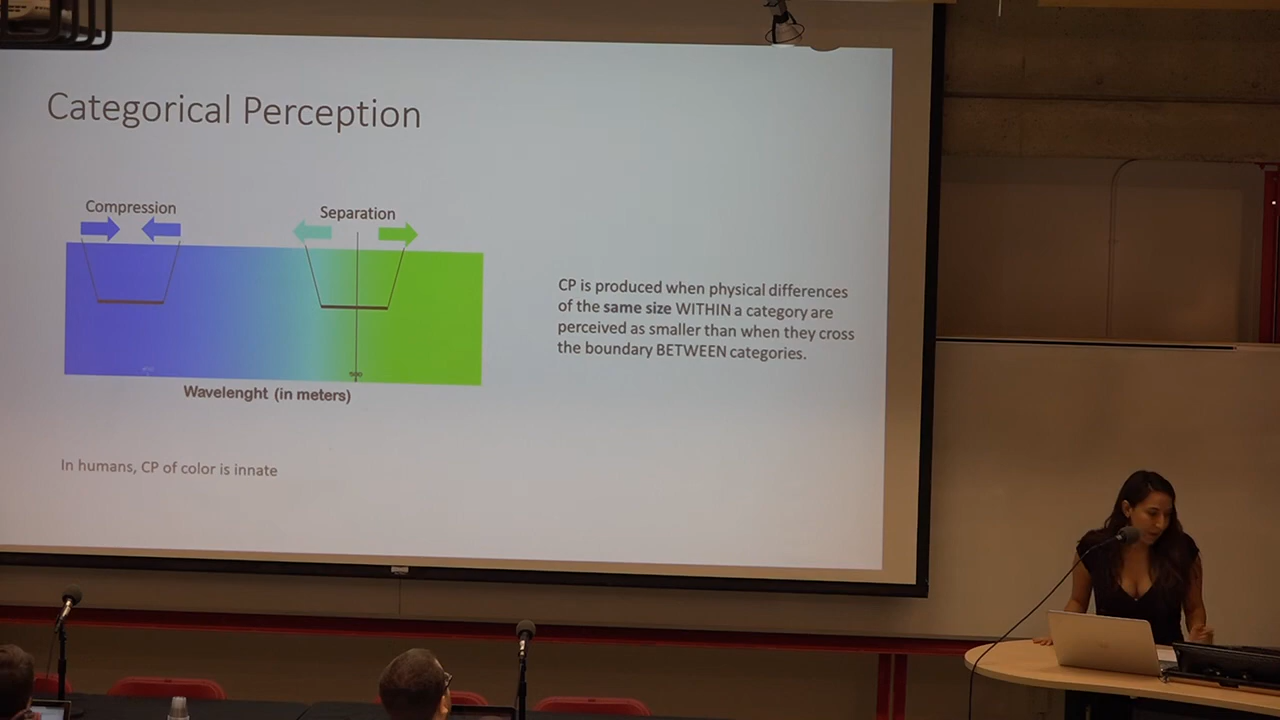 Categorical Perception
Compression
Separation
CP is produced when physical differences
of the same size WITHIN a category are
perceived as smaller than when they cross
the boundary BETWEEN categories.
Wavelenght (in meters)
In humans, CP of color is innate